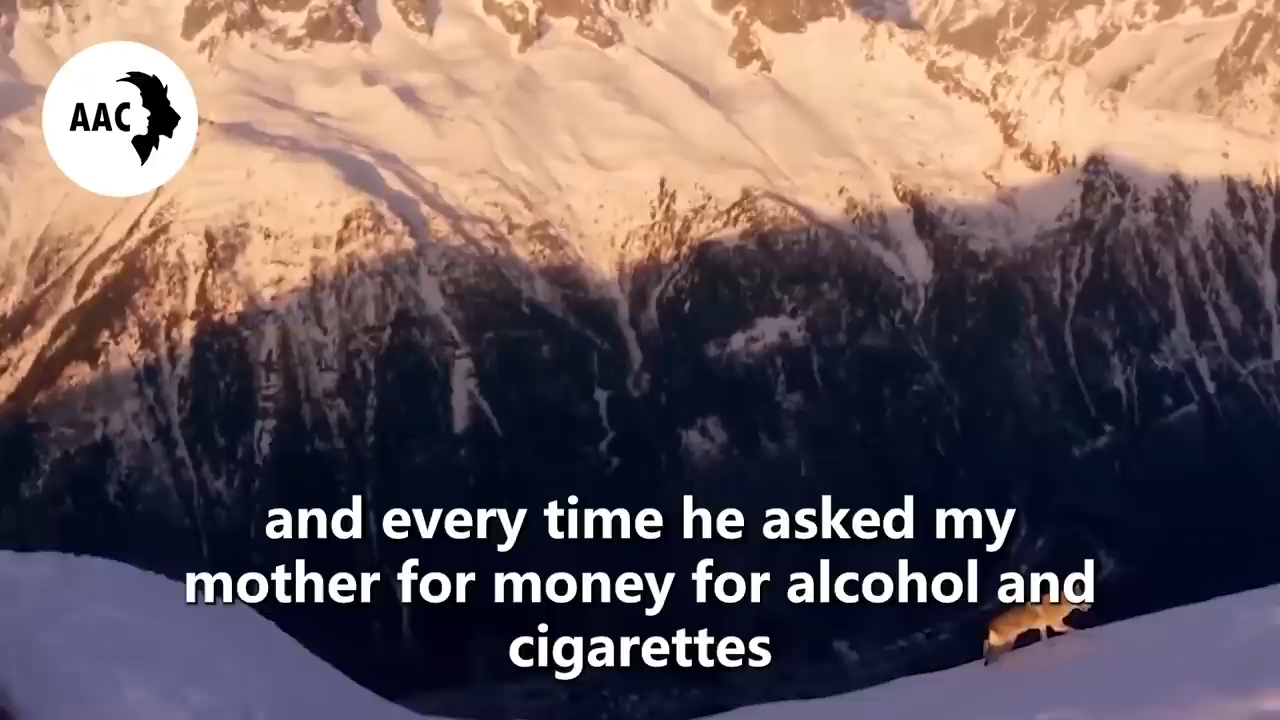 AAC
and every time he asked my
mother for money for alcohol and
cigarettes